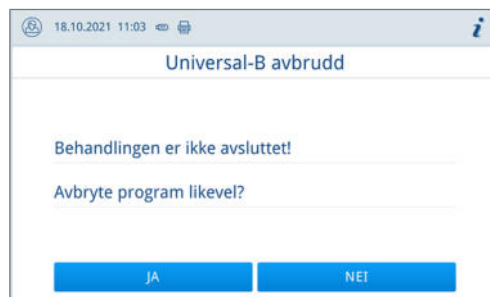 18.10.2021 11:03
i
Universal-B avbrudd
Behandlingen er ikke avsluttet!
Avbryte program likevel?
JA NEI